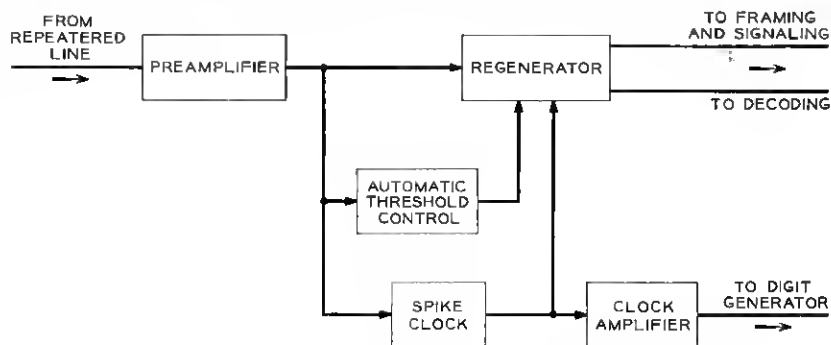 FROM
REPEATERED
LINE
PREAMPLIFIER
REGENERATOR
TO FRAMING
AND SIGNALING
TO DECODING
AUTOMATIC
THRESHOLD
CONTROL
SPIKE
CLOCK
CLOCK
AMPLIFIER
TO DIGIT
GENERATOR